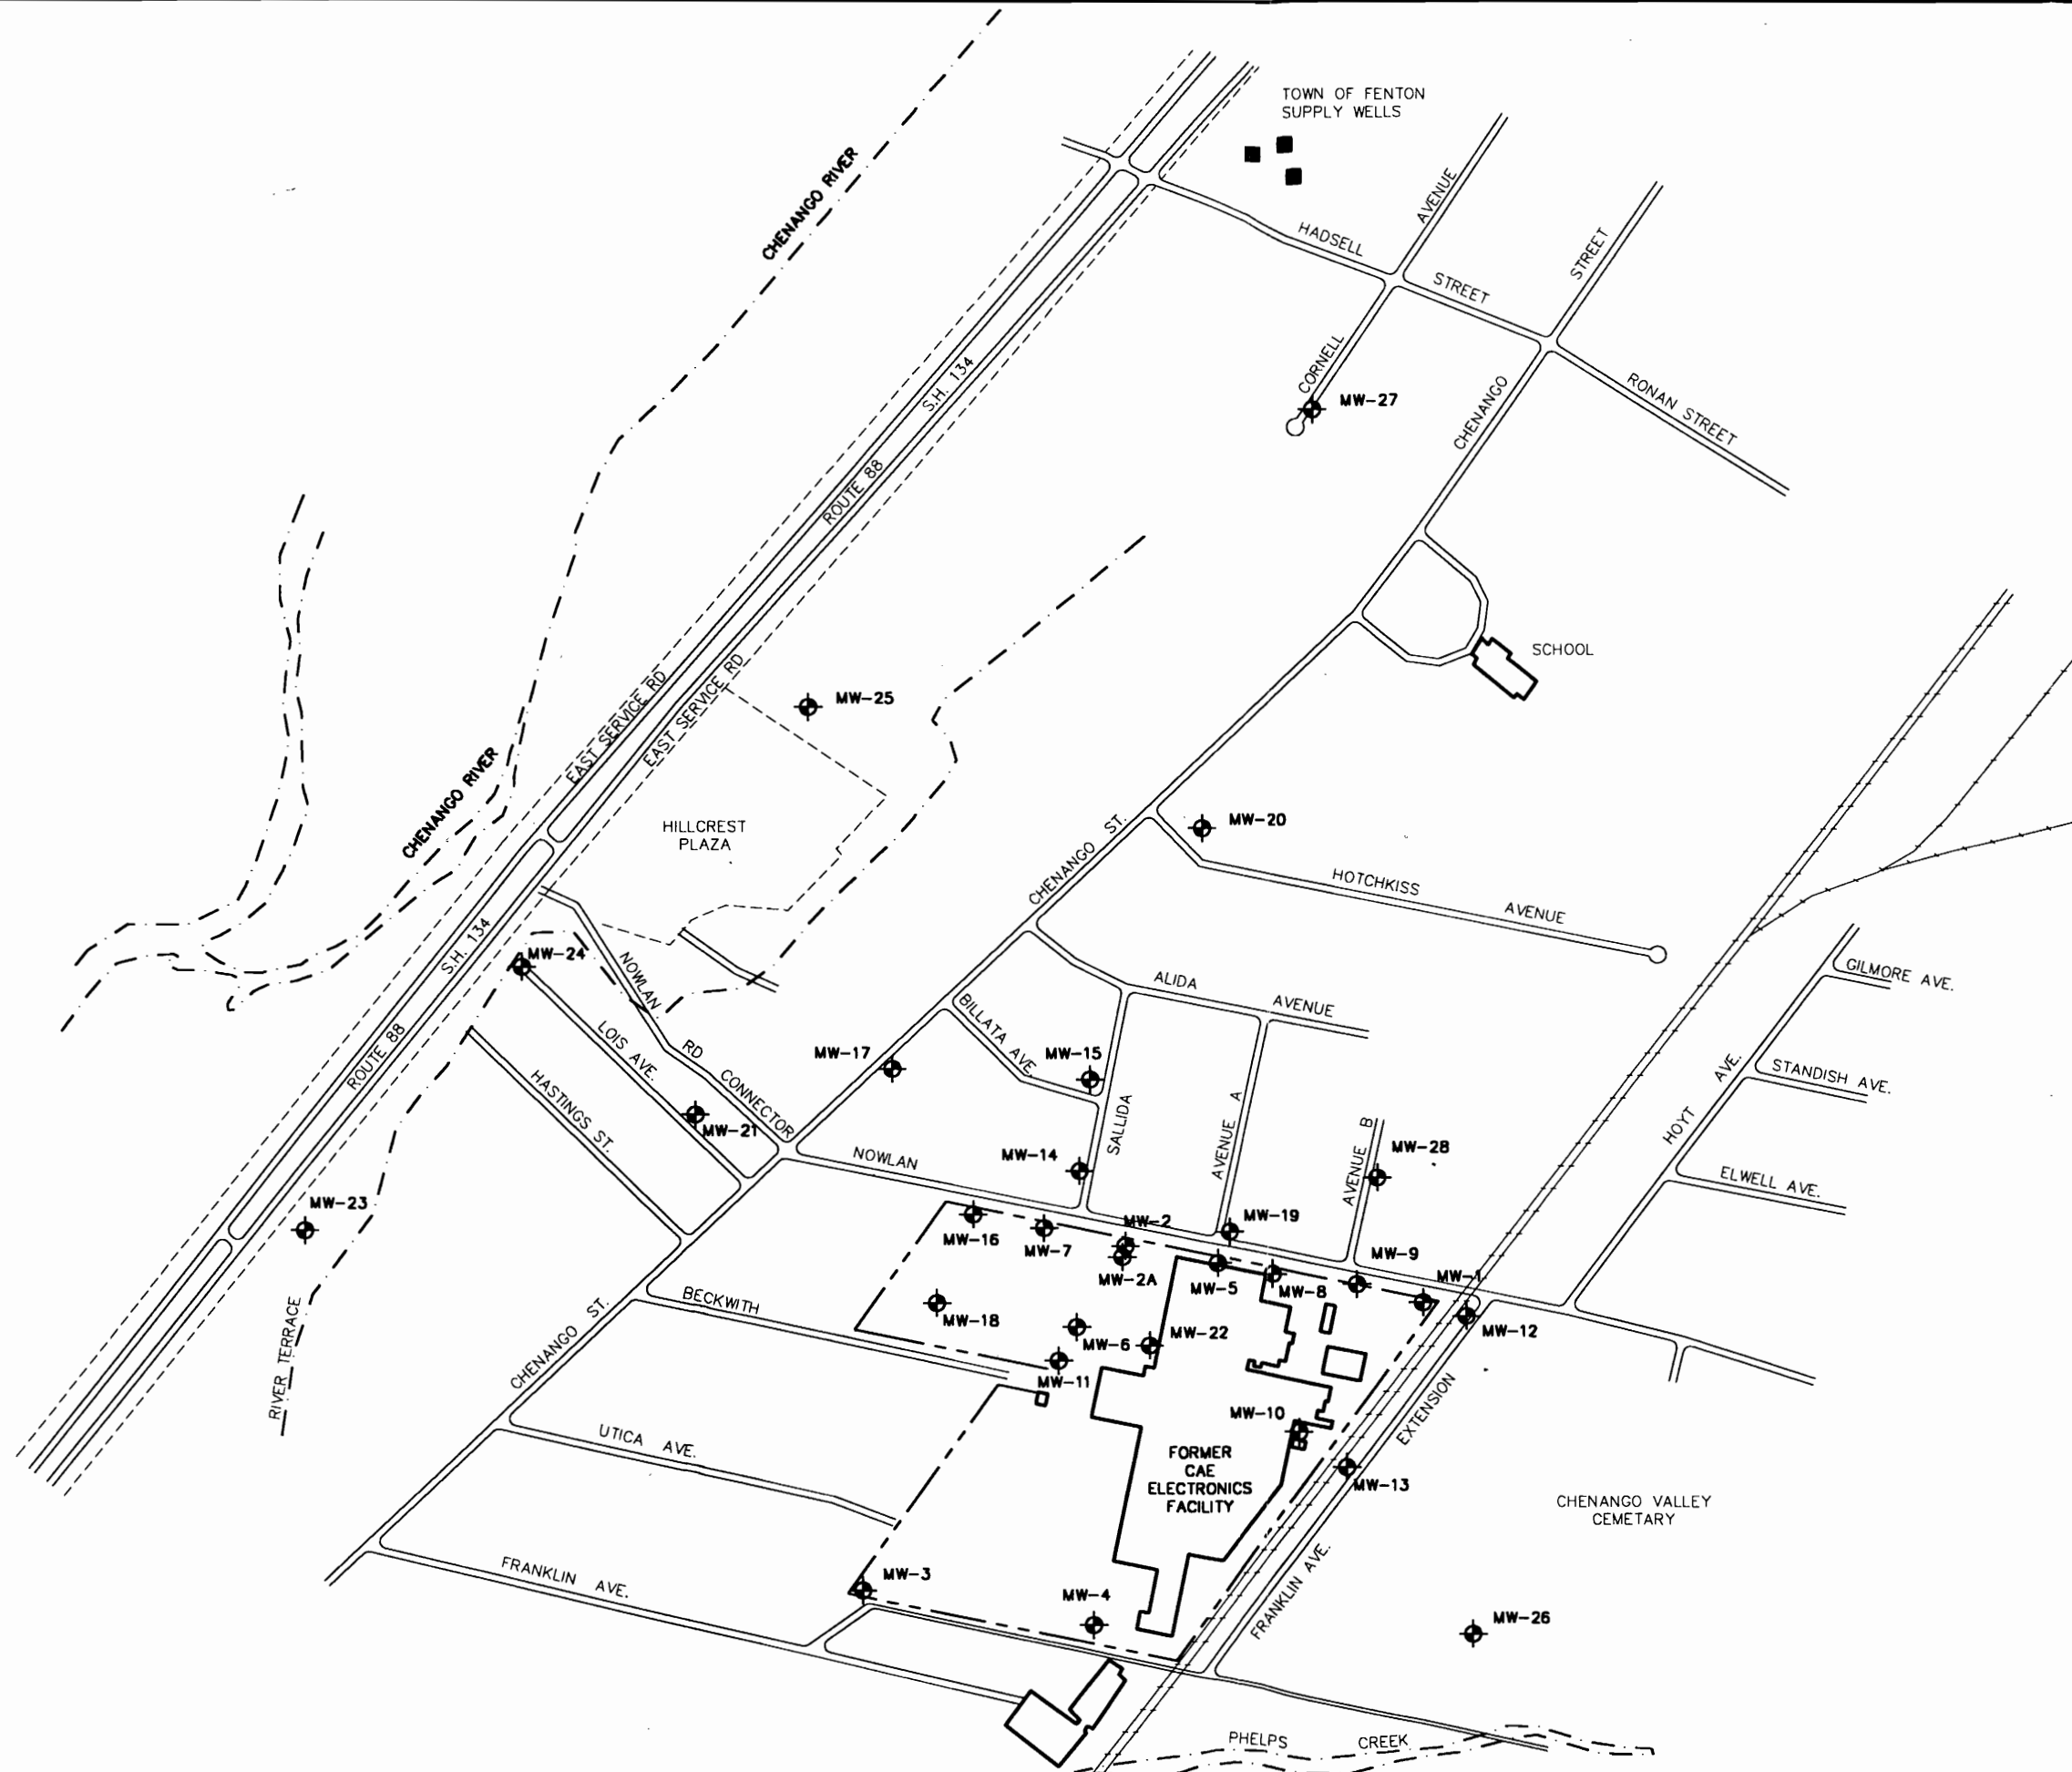 TOWN OF FENTON
SUPPLY WELLS
CHENANGO RIVER
AVENUE
HADSELL
STREET
STREET
S.H. 134
CORNELL
MW-27
CHENANGO
RONAN STREET
ROUTE 88
SCHOOL
EAST SERVICE RD
EAST SERVICE RD
MW-25
CHENANGO RIVER
HILLCREST
PLAZA
MW-20
CHENANGO ST.
HOTCHKISS
AVENUE
S.H. 134
MW-24
NOWLAN
ALIDA
AVENUE
GILMORE AVE.
BILLATA AVE.
ROUTE 88
LOIS AVE.
RD
CONNECTOR
MW-17
MW-15
HASTINGS ST.
SALLIDA
AVENUE A
AVENUE B
HOYT
AVE.
STANDISH AVE.
MW-21
MW-14
NOWLAN
MW-28
ELWELL AVE.
MW-23
MW-16
MW-7
MW-2
MW-2A
MW-19
MW-5
MW-8
MW-9
MW-1
MW-12
BECKWITH
MW-18
MW-6
MW-22
MW-11
RIVER TERRACE
CHENANGO ST.
MW-10
EXTENSION
UTICA AVE.
FORMER
CAE
ELECTRONICS
FACILITY
MW-13
CHENANGO VALLEY
CEMETARY
FRANKLIN AVE.
MW-3
MW-4
FRANKLIN AVE.
MW-26
PHELPS
CREEK